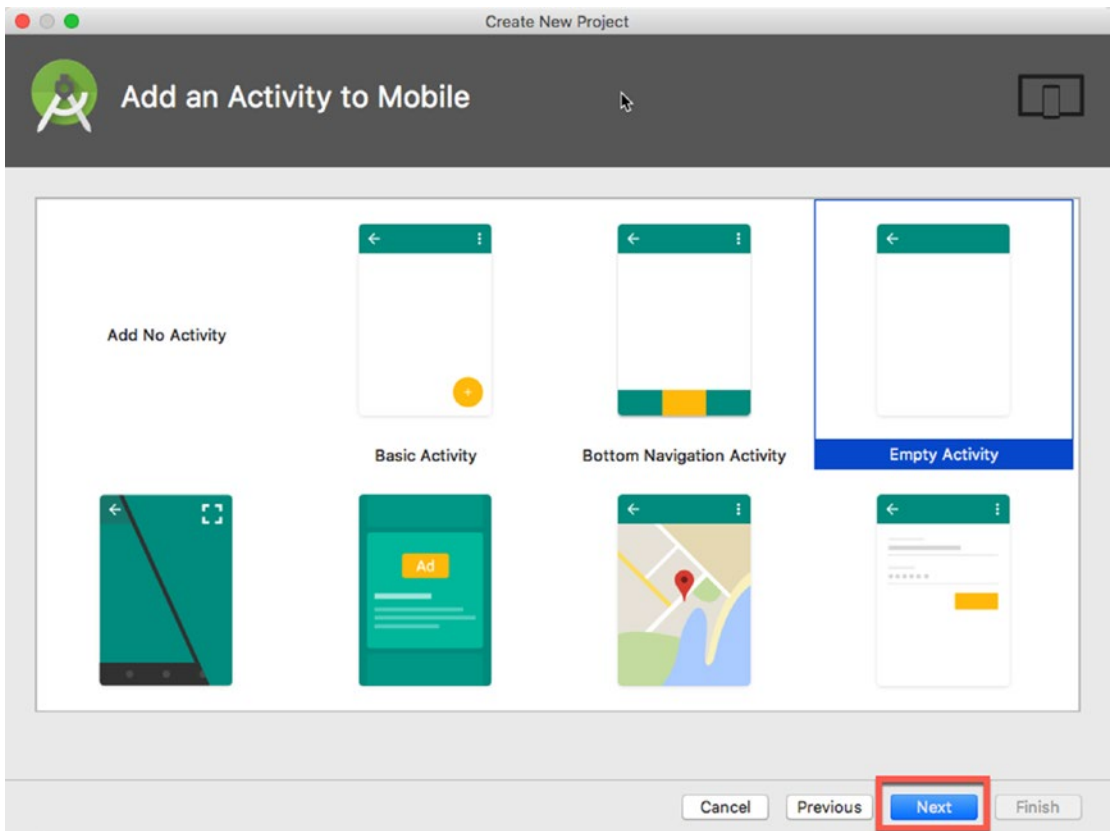 Create New Project
Add an Activity to Mobile
Add No Activity
Basic Activity
Bottom Navigation Activity
Empty Activity
Ad
Cancel
Previous
Next
Finish